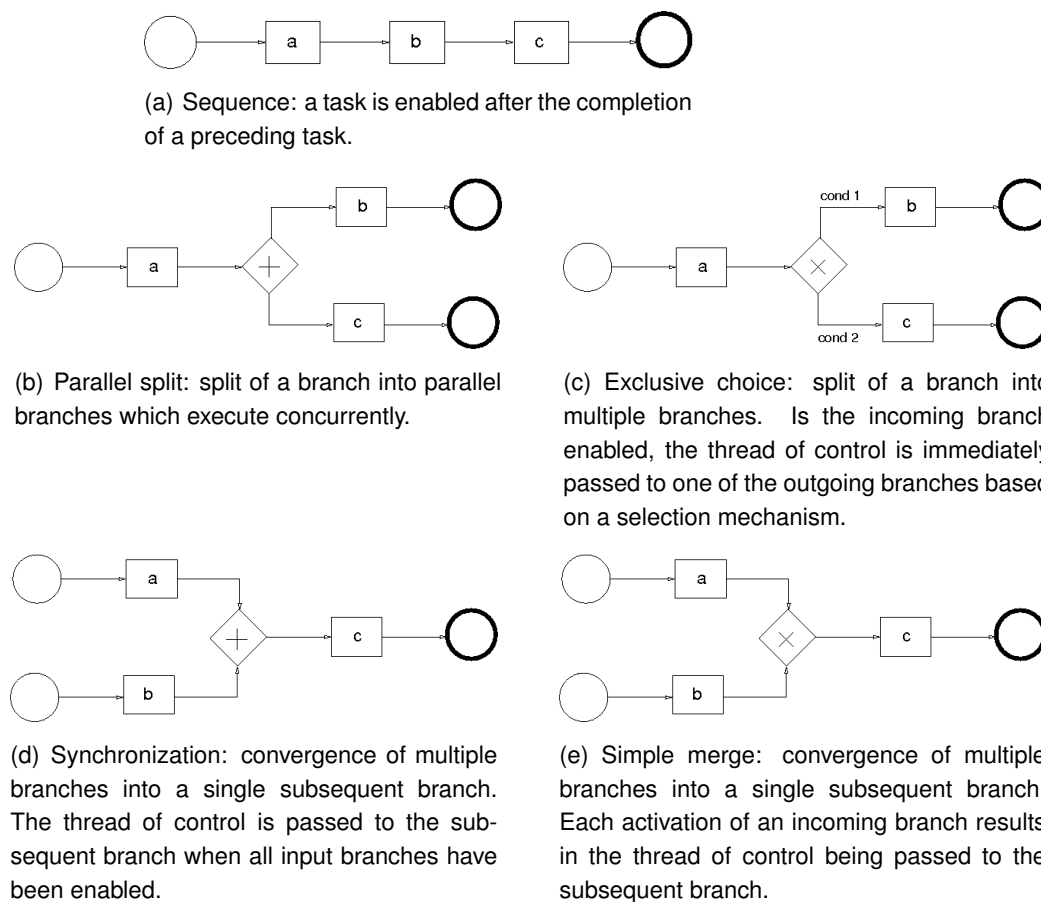 a b c
(a) Sequence: a task is enabled after the completion
of a preceding task.
b
a
c
(b) Parallel split: split of a branch into parallel
branches which execute concurrently.
cond 1
b
a
c
cond 2
(c) Exclusive choice: split of a branch into
multiple branches. Is the incoming branch
enabled, the thread of control is immediately
passed to one of the outgoing branches based
on a selection mechanism.
a
c
b
(d) Synchronization: convergence of multiple
branches into a single subsequent branch.
The thread of control is passed to the sub-
sequent branch when all input branches have
been enabled.
a
c
b
(e) Simple merge: convergence of multiple
branches into a single subsequent branch
Each activation of an incoming branch results
in the thread of control being passed to the
subsequent branch.